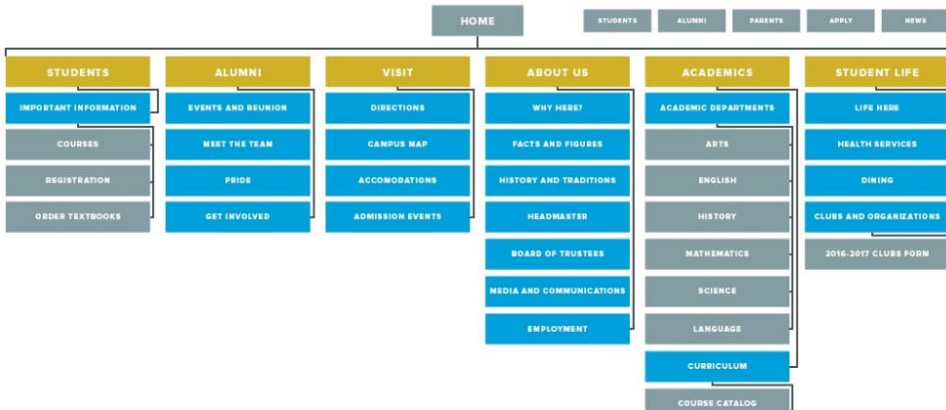 HOME
STUDENTS
ALUMNI
PARENTS
APPLY
NEWS
STUDENTS
IMPORTANT INFORMATION
COURSES
REGISTRATION
ORDER TEXTBOOKS
ALUMNI
EVENTS AND REUNION
MEET THE TEAM
PRIDE
GET INVOLVED
VISIT
DIRECTIONS
CAMPUS MAP
ACCOMODATIONS
ADMISSION EVENTS
ABOUT US
WHY HERE?
FACTS AND FIGURES
HISTORY AND TRADITIONS
HEADMASTER
BOARD OF TRUSTEES
MEDIA AND COMMUNICATIONS
EMPLOYMENT
ACADEMICS
ACADEMIC DEPARTMENTS
ARTS
ENGLISH
HISTORY
MATHEMATICS
SCIENCE
LANGUAGE
CURRICULUM
COURSE CATALOG
STUDENT LIFE
LIFE HERE
HEALTH SERVICES
DINING
CLUBS AND ORGANIZATIONS
2016-2017 CLUBS FORM